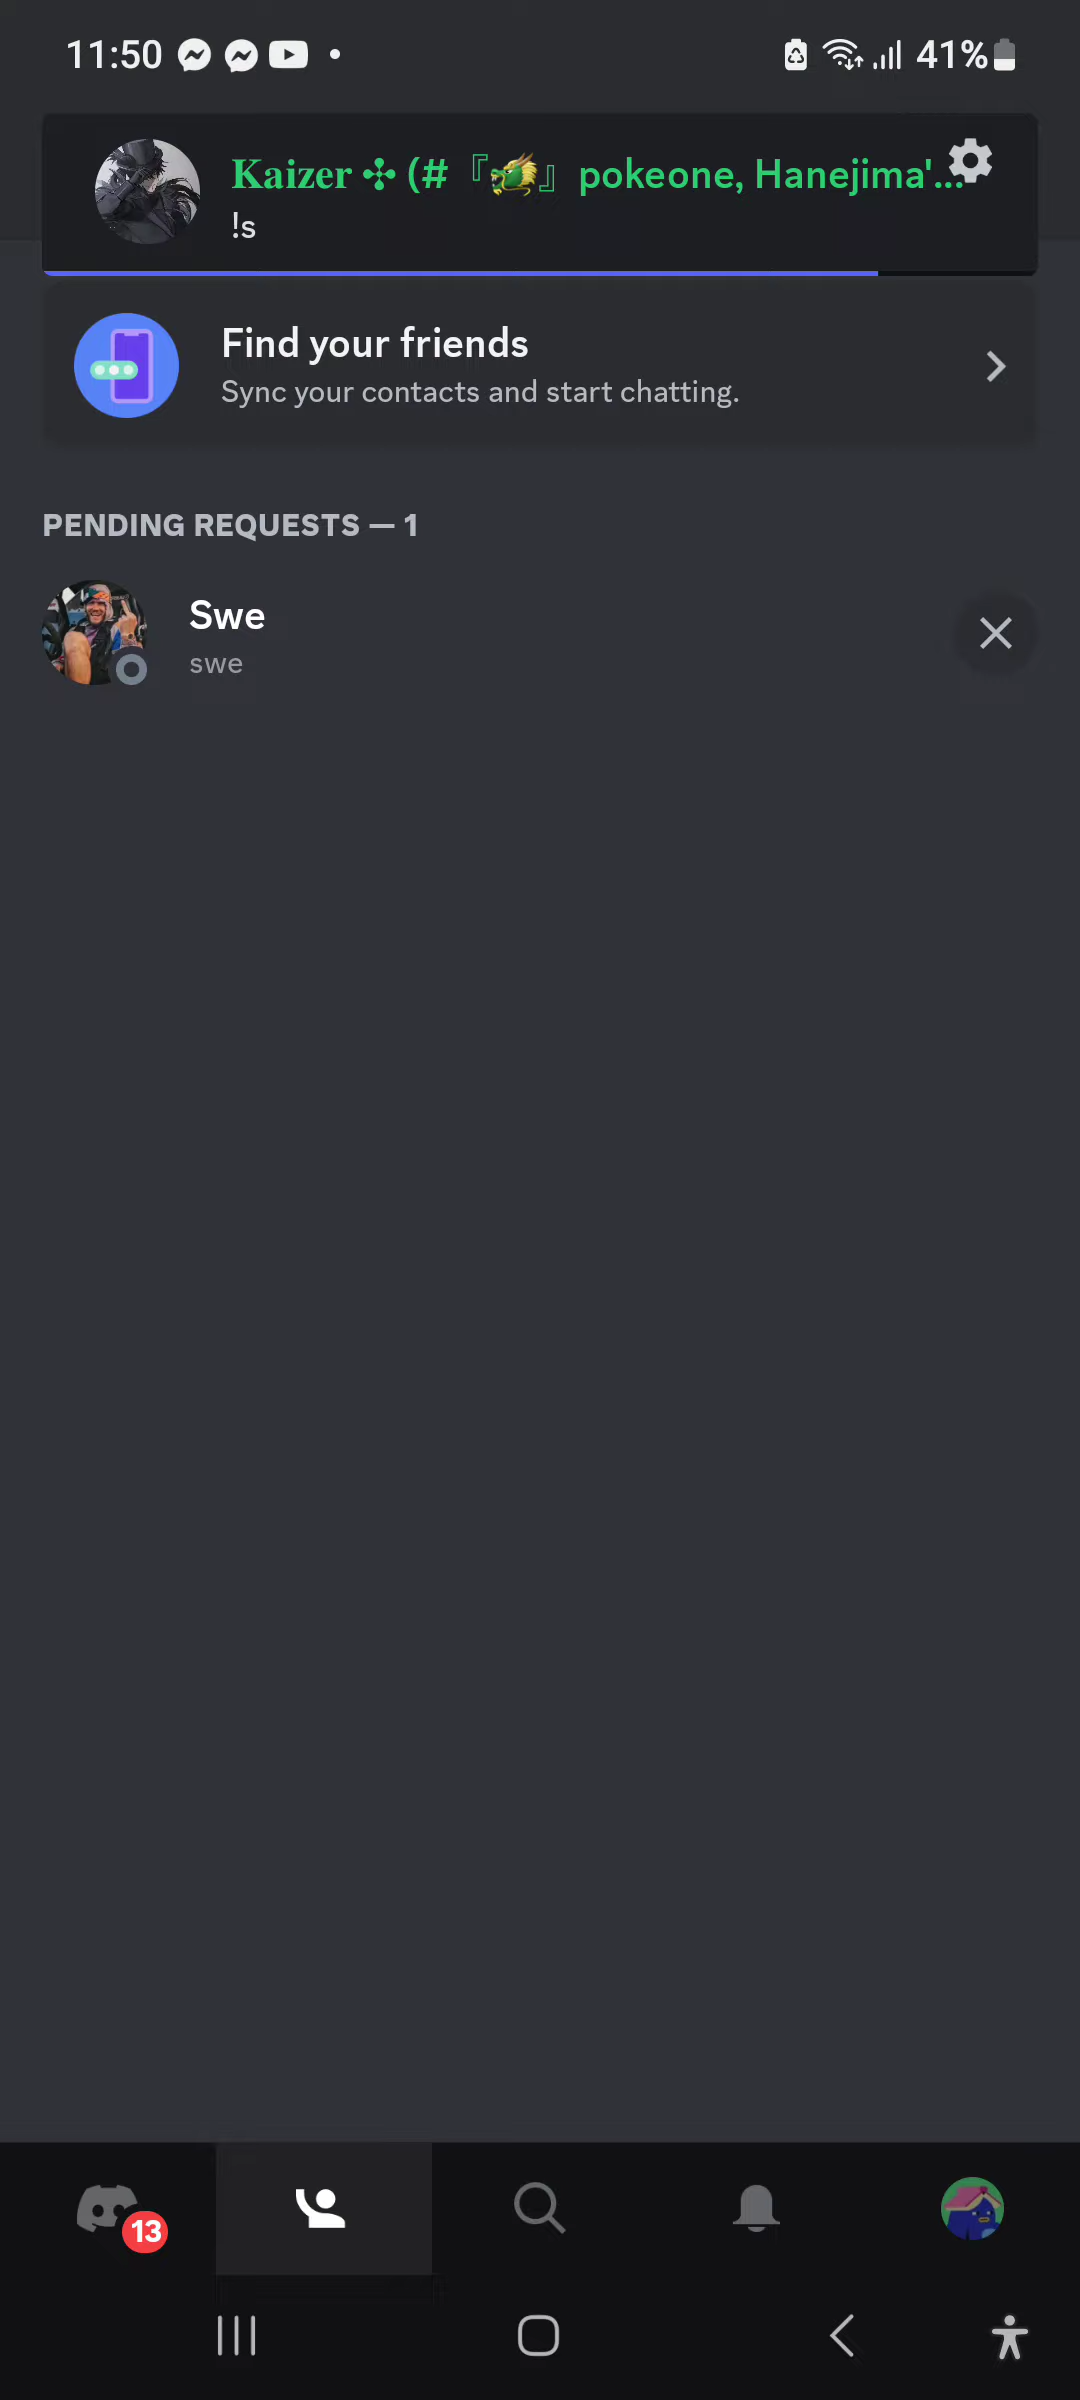 11:50
41%
Kaizer ✣ (#『🐲』pokeone, Hanejima'...
!s
Find your friends
Sync your contacts and start chatting.
PENDING REQUESTS — 1
Swe
swe
13